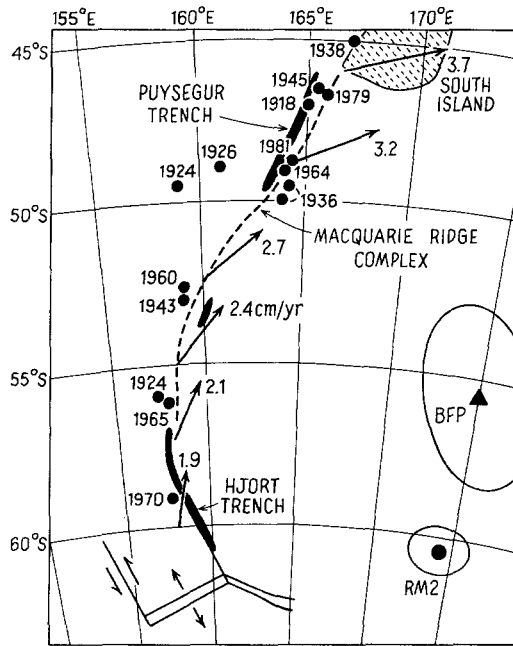 155°E
160°E
165°E
170°E
45°S
1938
3.7
SOUTH
ISLAND
1945
1979
PUYSEGUR
TRENCH
1918
1981
3.2
1926
1964
1924
1936
50°S
MACQUARIE RIDGE
COMPLEX
2.7
1960
1943
2.4cm/yr
55°S
1924
2.1
1965
BFP
1.9
HJORT
TRENCH
1970
60°S
RM2